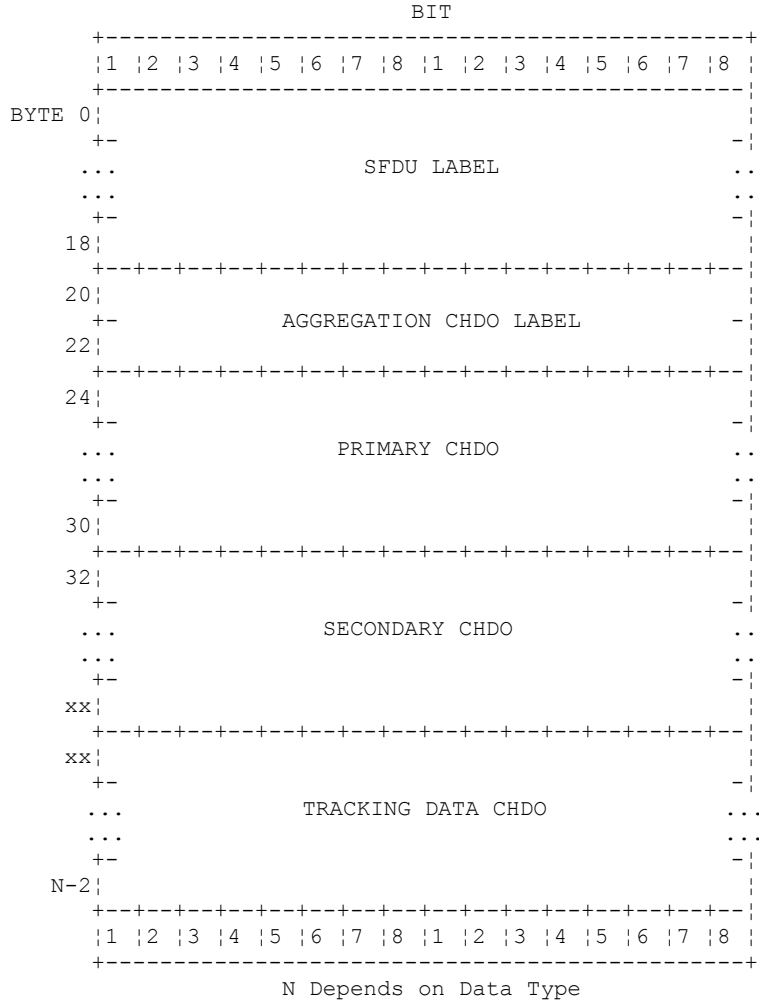 BIT
1 2 3 4 5 6 7 8 1 2 3 4 5 6 7 8
BYTE 0
... SFDU LABEL ..
... ..
18
20
AGGREGATION CHDO LABEL
22
24
... PRIMARY CHDO ..
... ..
30
32
... SECONDARY CHDO ..
... ..
xx
xx
... TRACKING DATA CHDO ...
... ...
N-2
1 2 3 4 5 6 7 8 1 2 3 4 5 6 7 8
N Depends on Data Type